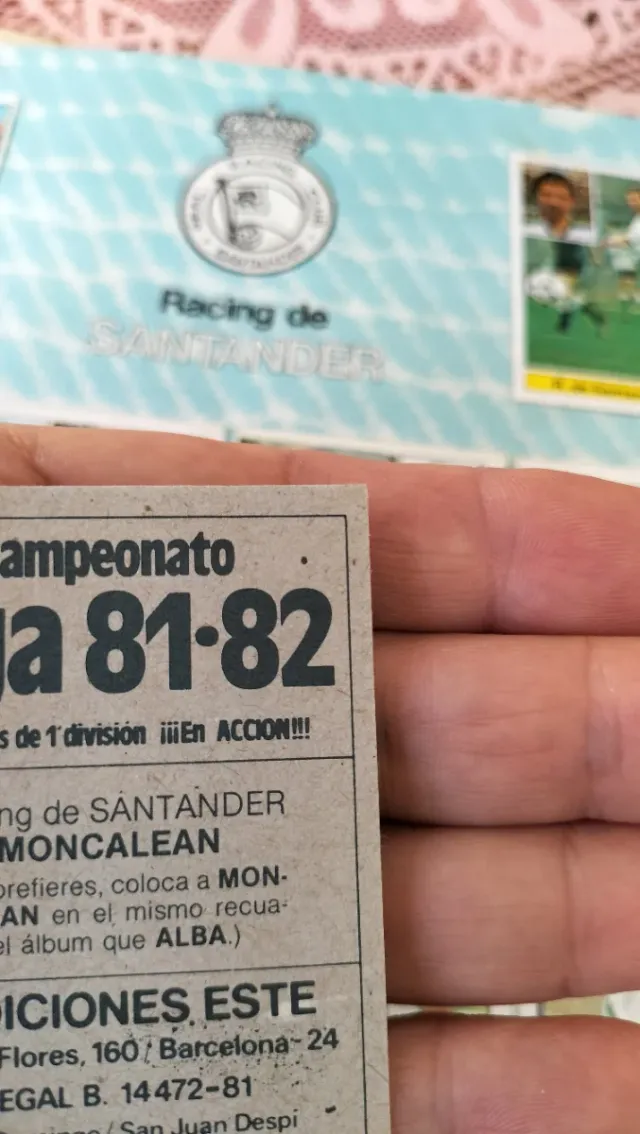 Racing de
SANTANDER
ampeonato
ga 81·82
s de 1ª división ¡¡¡En ACCION!!!
ng de SANTANDER
MONCALEAN
prefieres, coloca a MON-
AN en el mismo recua-
el álbum que ALBA.)
DICIONES ESTE
Flores, 160 / Barcelona-24
EGAL B. 14472-81
/ San Juan Despi